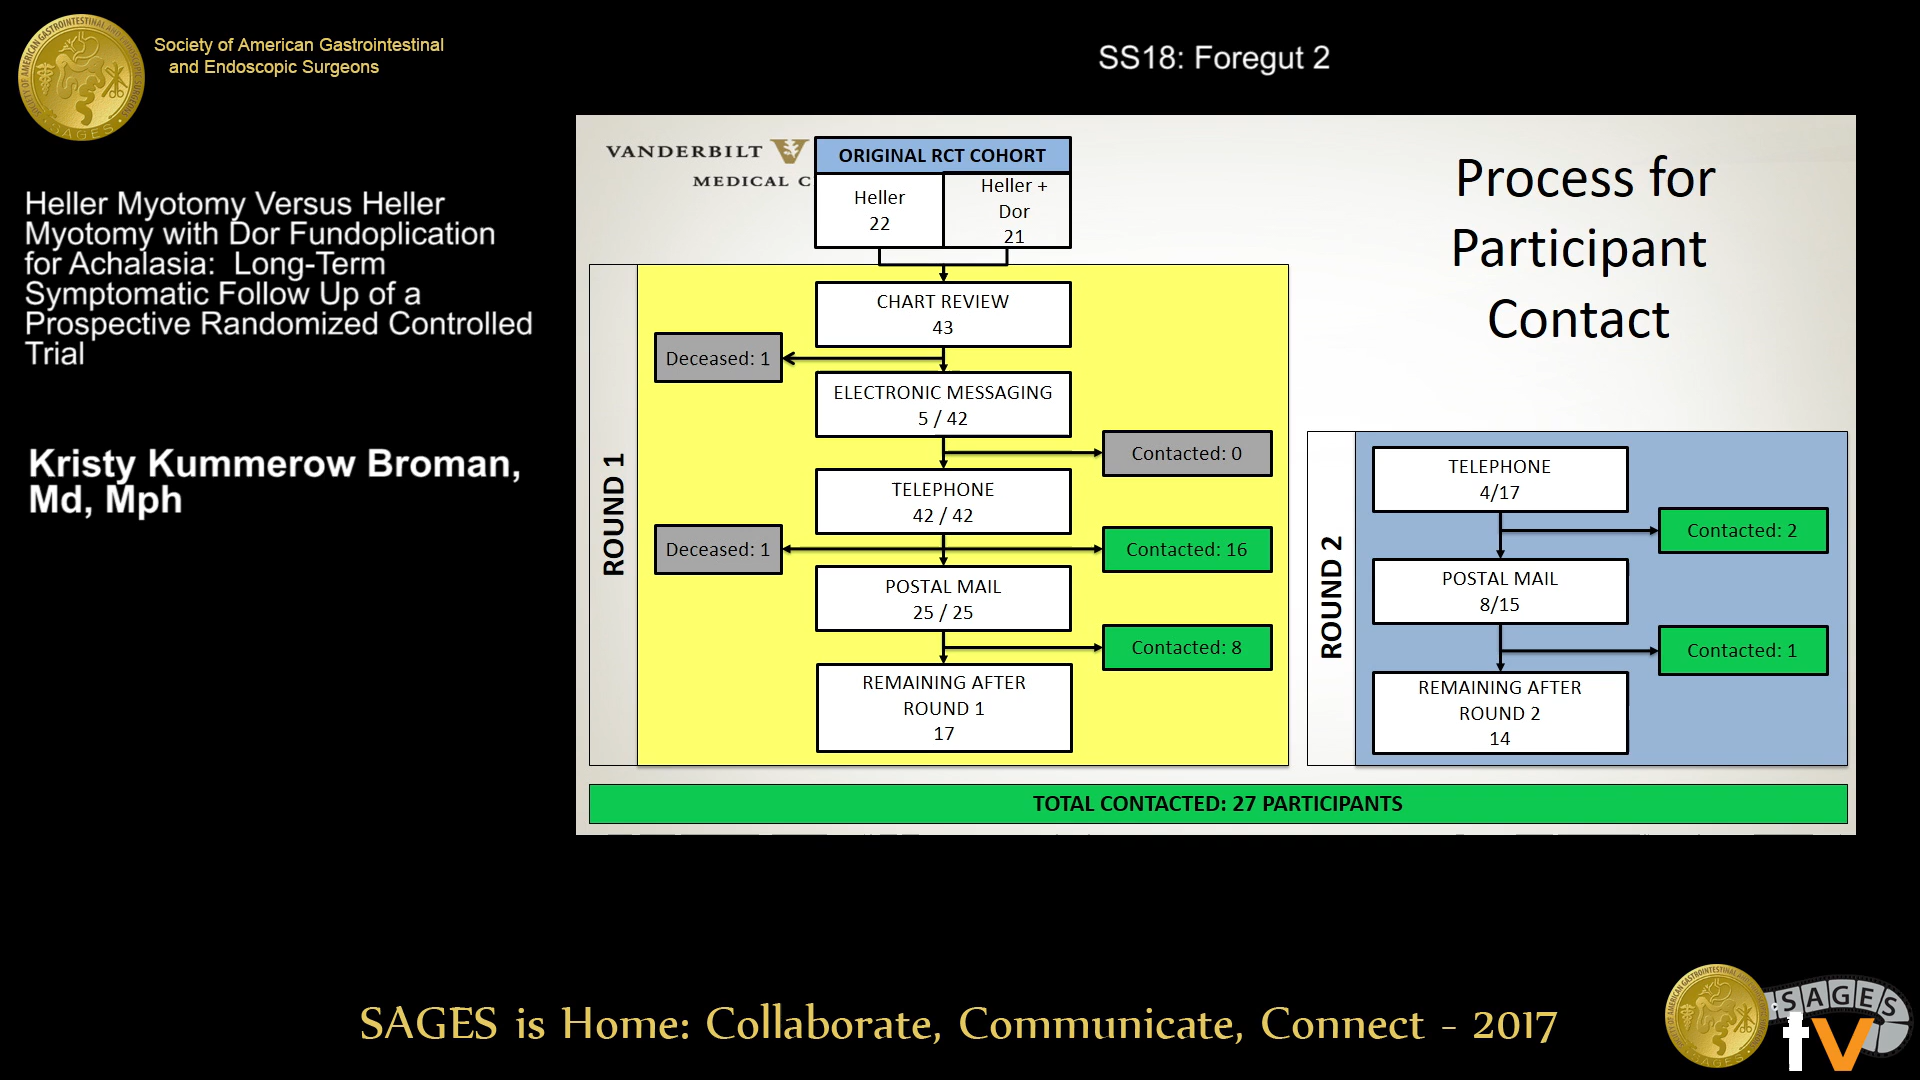 Society of American Gastrointestinal
and Endoscopic Surgeons
SS18: Foregut 2
Heller Myotomy Versus Heller
Myotomy with Dor Fundoplication
for Achalasia:  Long-Term
Symptomatic Follow Up of a
Prospective Randomized Controlled
Trial
Kristy Kummerow Broman,
Md, Mph
VANDERBILT V
MEDICAL C
Process for
Participant
Contact
ORIGINAL RCT COHORT
Heller
22
Heller +
Dor
21
ROUND 1
CHART REVIEW
43
Deceased: 1
ELECTRONIC MESSAGING
5 / 42
Contacted: 0
TELEPHONE
42 / 42
Deceased: 1
Contacted: 16
POSTAL MAIL
25 / 25
Contacted: 8
REMAINING AFTER
ROUND 1
17
ROUND 2
TELEPHONE
4/17
Contacted: 2
POSTAL MAIL
8/15
Contacted: 1
REMAINING AFTER
ROUND 2
14
TOTAL CONTACTED: 27 PARTICIPANTS
SAGES is Home: Collaborate, Communicate, Connect - 2017
SAGES
tv